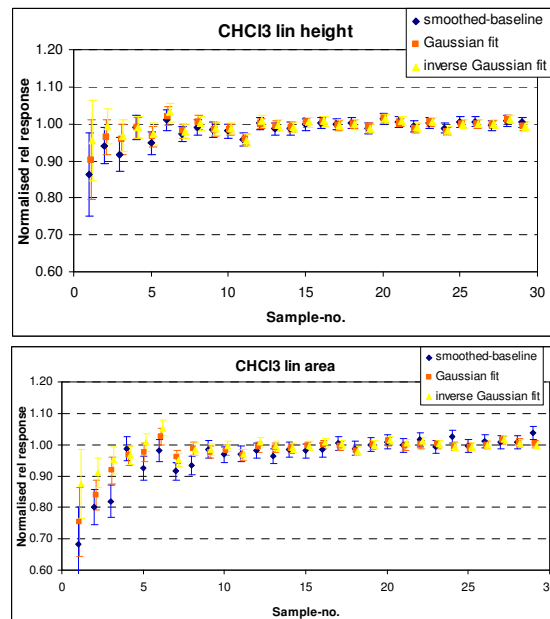 CHCl3 lin height
smoothed-baseline
Gaussian fit
inverse Gaussian fit
Normalised rel response
1.20
1.10
1.00
0.90
0.80
0.70
0.60
0 5 10 15 20 25 30
Sample-no.
CHCl3 lin area
smoothed-baseline
Gaussian fit
inverse Gaussian fit
Normalised rel response
1.20
1.10
1.00
0.90
0.80
0.70
0.60
0 5 10 15 20 25 30
Sample-no.